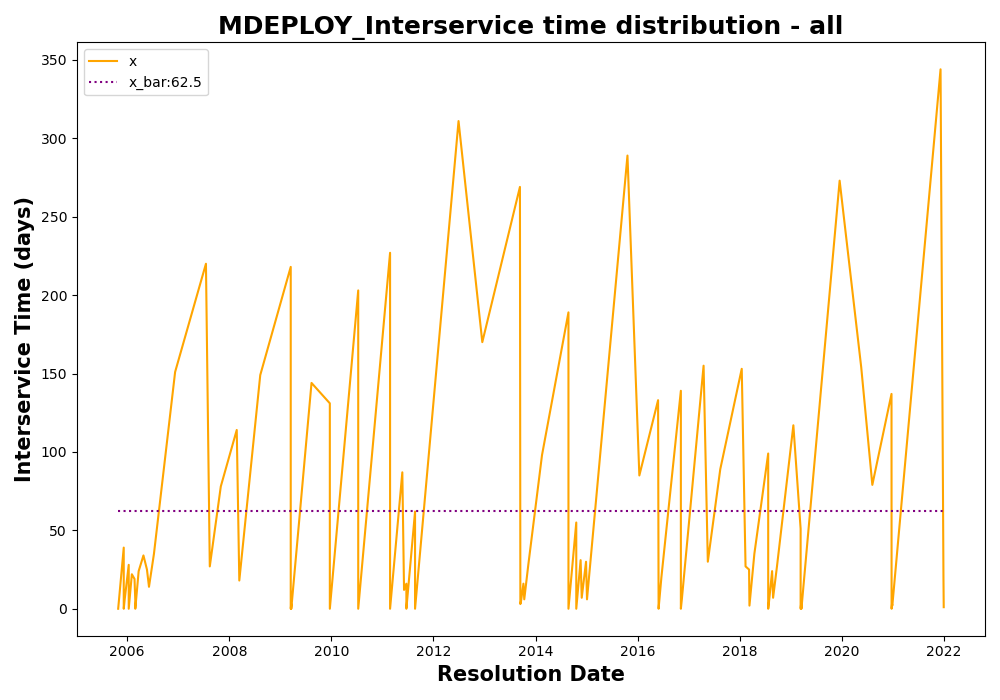 MDEPLOY_Interservice time distribution - all
x
x_bar:62.5
Interservice Time (days)
350
300
250
200
150
100
50
0
2006 2008 2010 2012 2014 2016 2018 2020 2022
Resolution Date